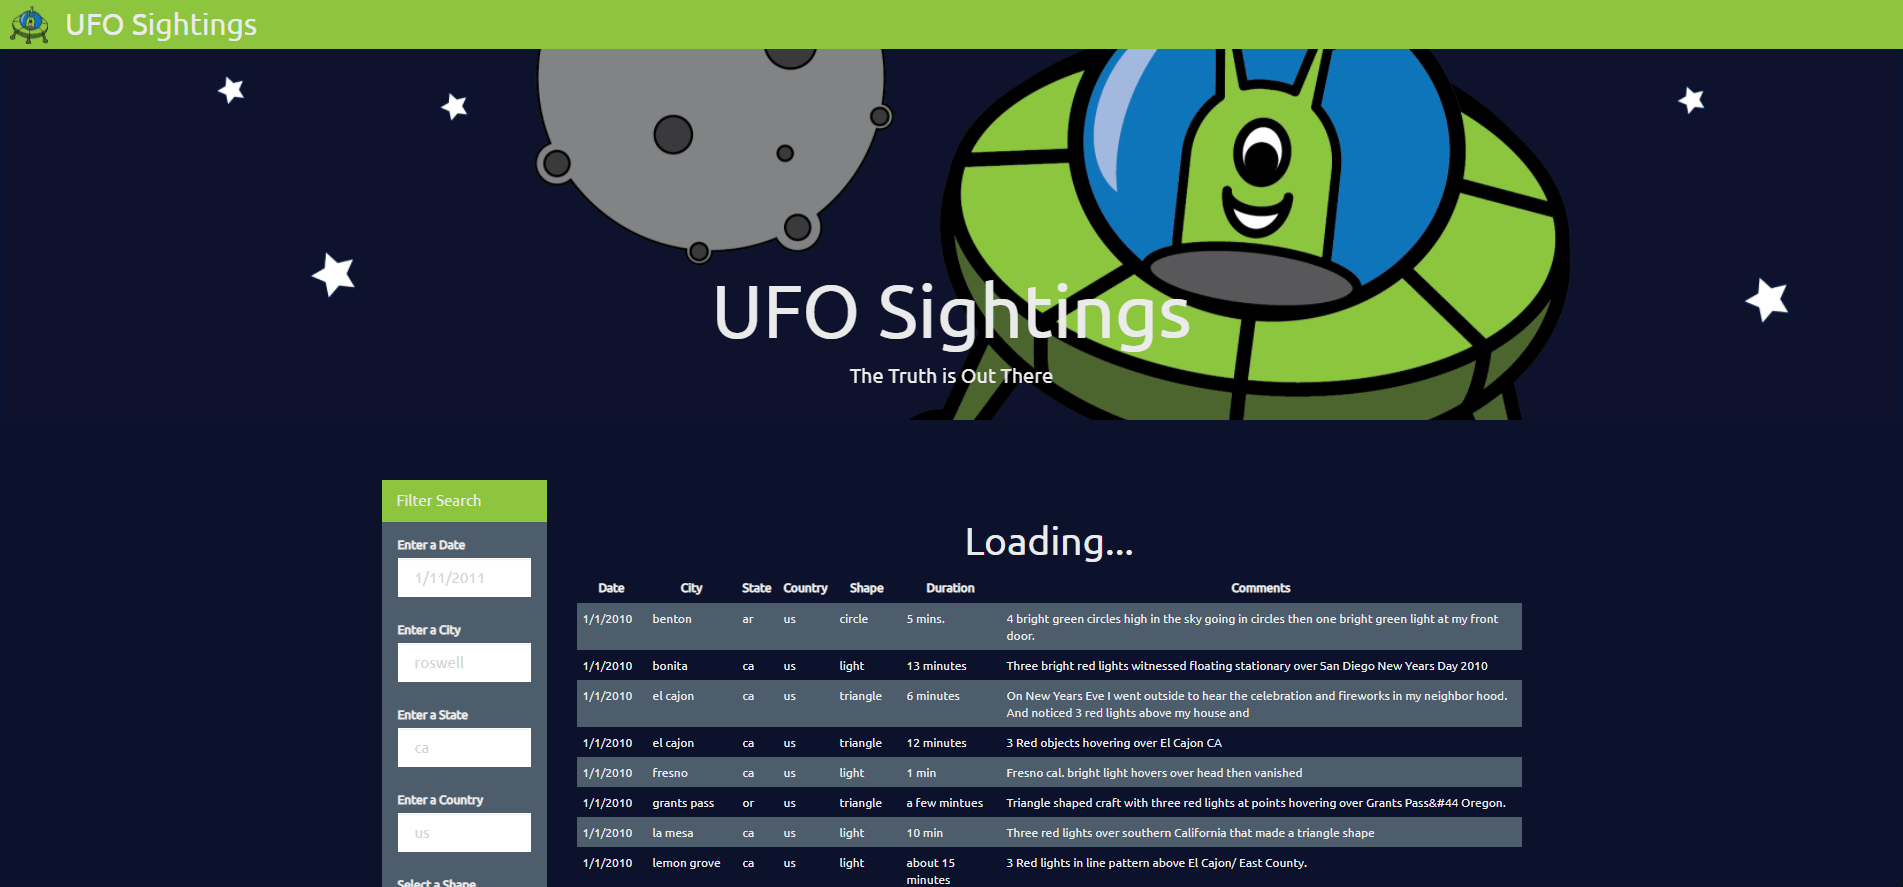 UFO Sightings
UFO Sightings
The Truth is Out There
Filter Search
Enter a Date
1/11/2011
Enter a City
roswell
Enter a State
ca
Enter a Country
us
Select a Shape
Loading...
Date City State Country Shape Duration Comments
1/1/2010 benton ar us circle 5 mins. 4 bright green circles high in the sky going in circles then one bright green light at my front
door.
1/1/2010 bonita ca us light 13 minutes Three bright red lights witnessed floating stationary over San Diego New Years Day 2010
1/1/2010 el cajon ca us triangle 6 minutes On New Years Eve I went outside to hear the celebration and fireworks in my neighbor hood.
And noticed 3 red lights above my house and
1/1/2010 el cajon ca us triangle 12 minutes 3 Red objects hovering over El Cajon CA
1/1/2010 fresno ca us light 1 min Fresno cal. bright light hovers over head then vanished
1/1/2010 grants pass or us triangle a few mintues Triangle shaped craft with three red lights at points hovering over Grants Pass&#44 Oregon.
1/1/2010 la mesa ca us light 10 min Three red lights over southern California that made a triangle shape
1/1/2010 lemon grove ca us light about 15 3 Red lights in line pattern above El Cajon/ East County.
minutes